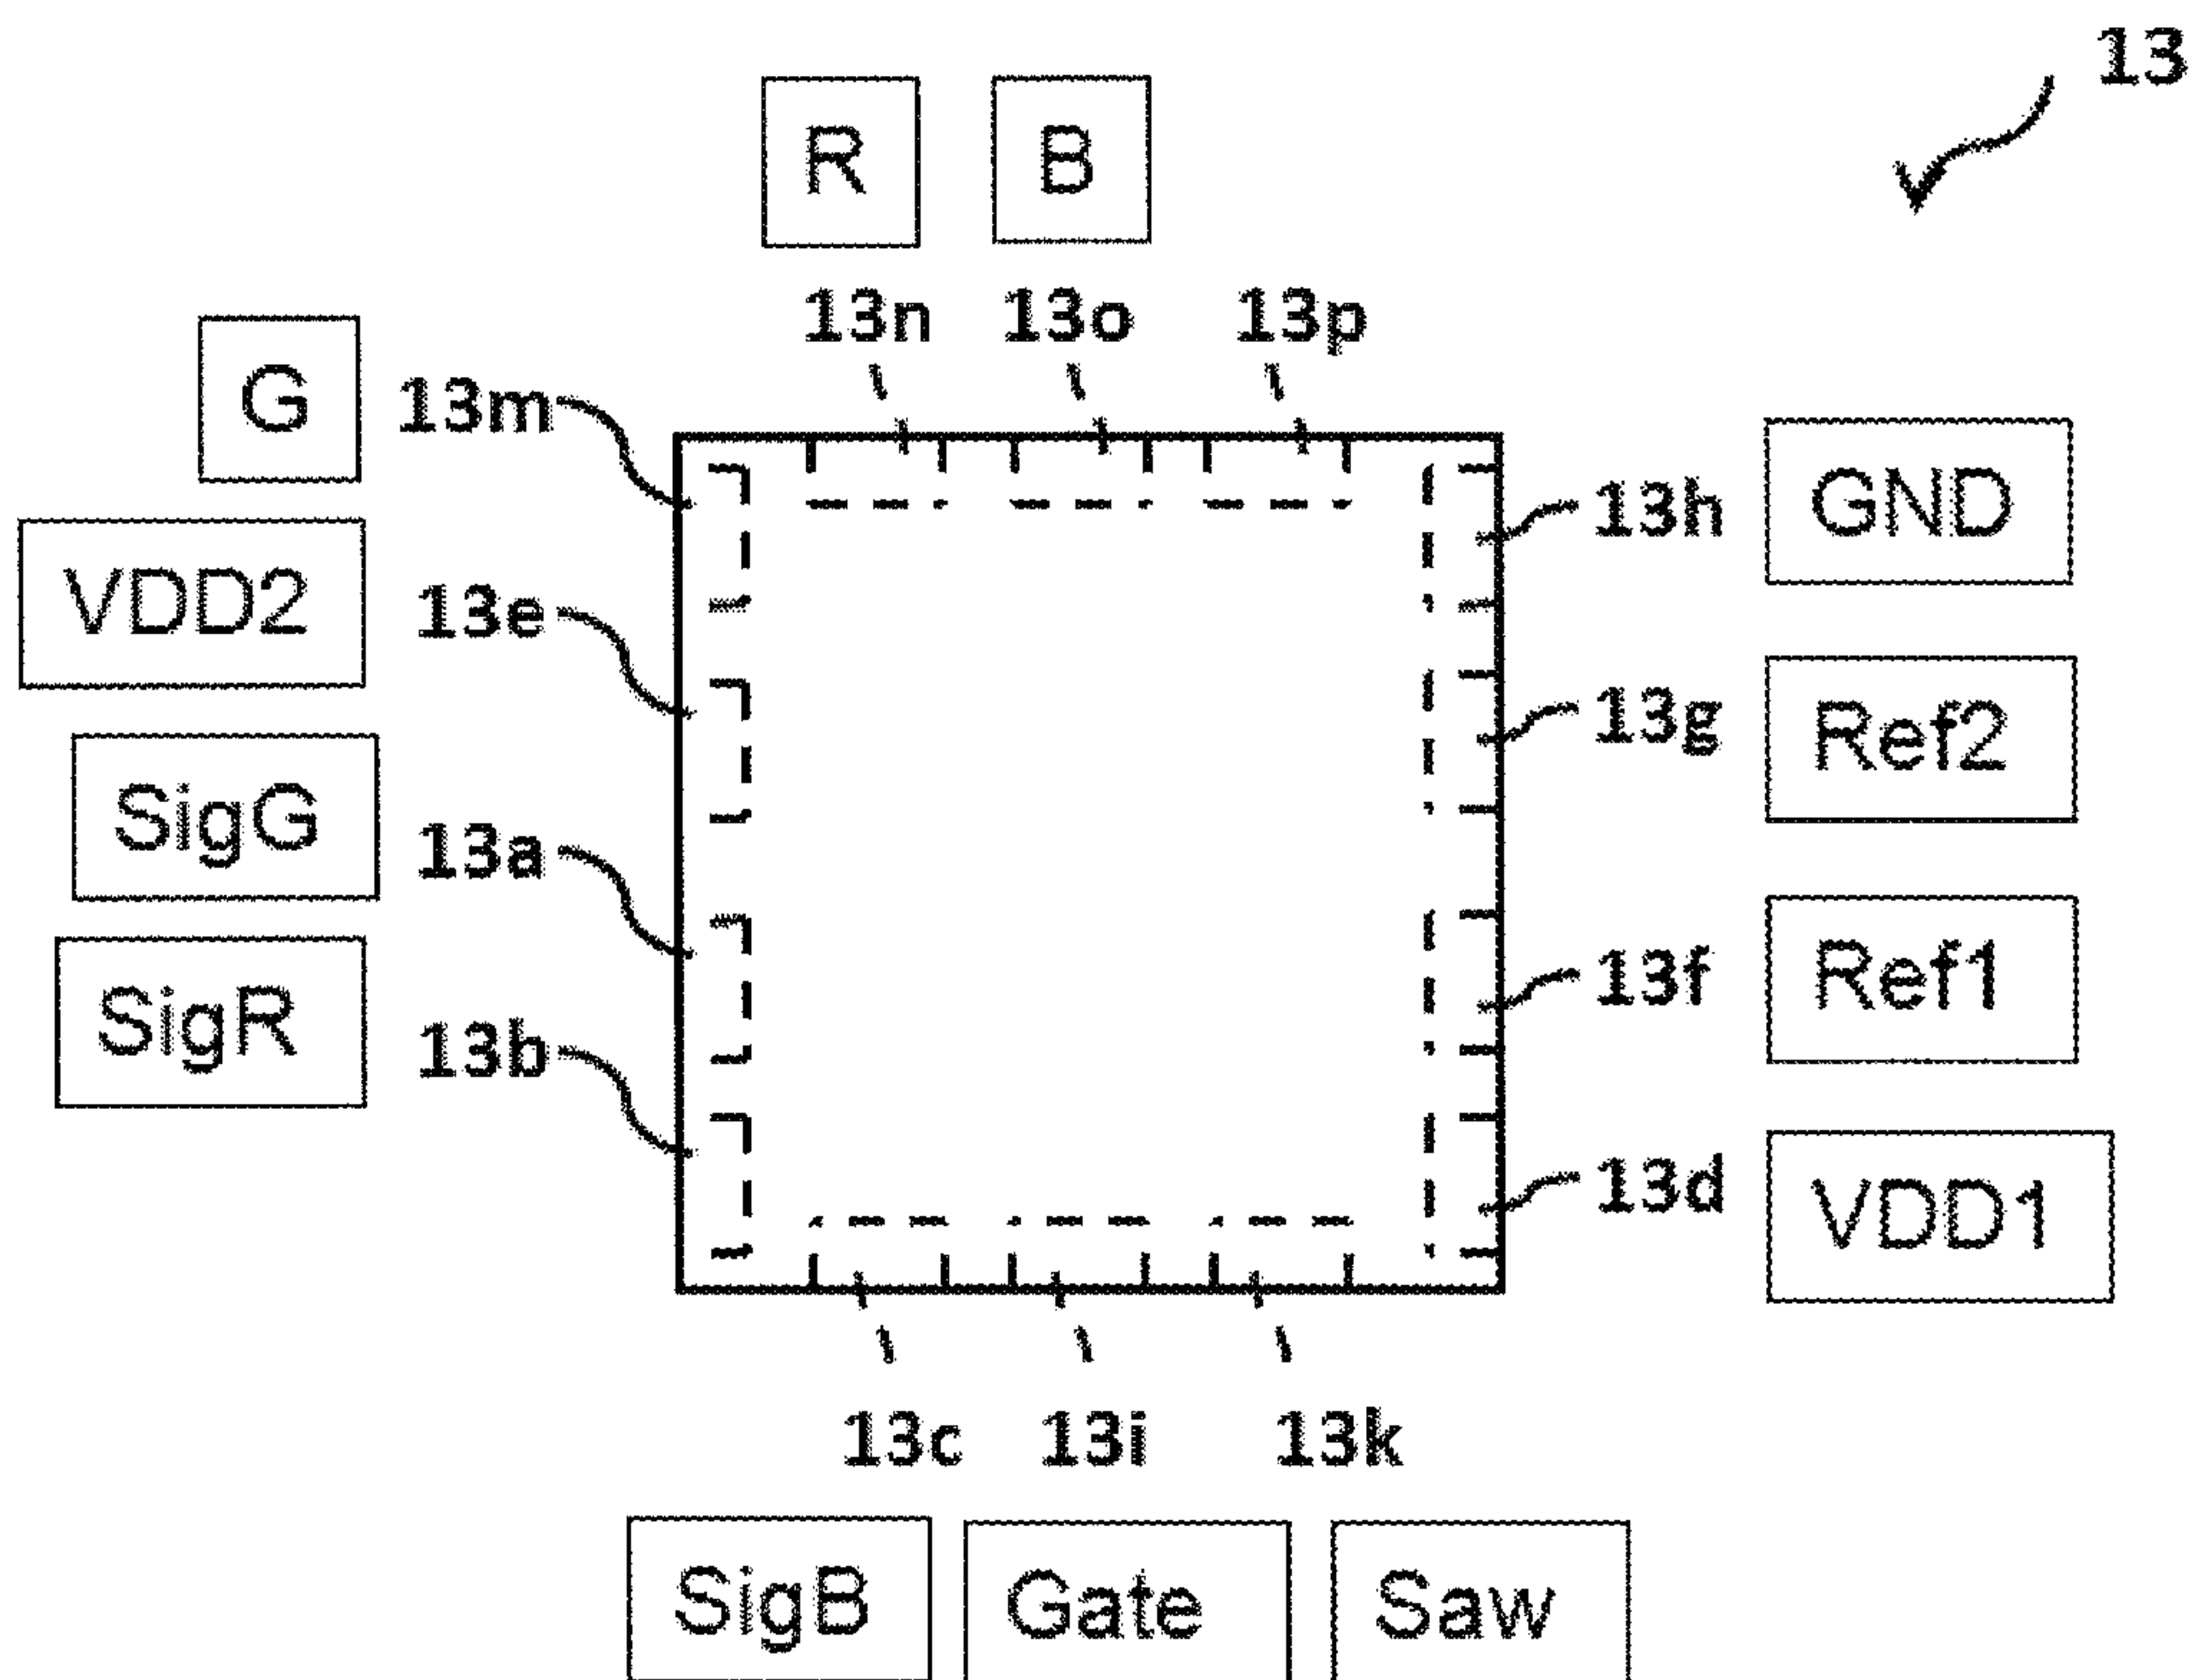 13
R B
13n 13o 13p
G 13m
13h GND
VDD2 13e
13g Ref2
SigG 13a
13f Ref1
SigR 13b
13d VDD1
13c 13i 13k
SigB Gate Saw